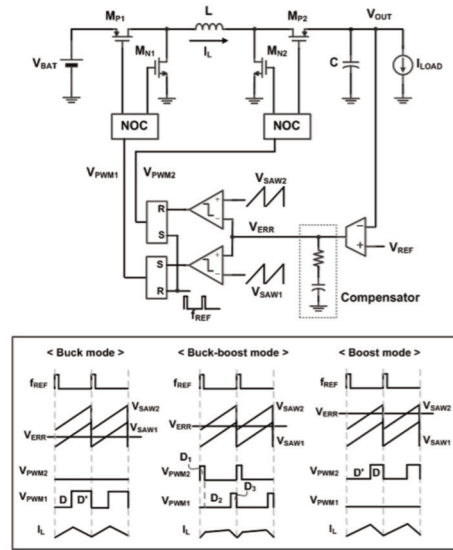 MP1
L
MP2
VOUT
MN1
MN2
IL
VBAT
C
ILOAD
NOC
NOC
VPWM1
VPWM2
VSAW2
R
S
VERR
VREF
S
R
VSAW1
fREF
Compensator
< Buck mode >
< Buck-boost mode >
< Boost mode >
fREF
fREF
fREF
VSAW2
VERR
VSAW1
VSAW2
VERR
VSAW1
VSAW2
VERR
VSAW1
D1
VPWM2
VPWM2
VPWM2
D' D
VPWM1
D D'
VPWM1
D2
D3
VPWM1
IL
IL
IL